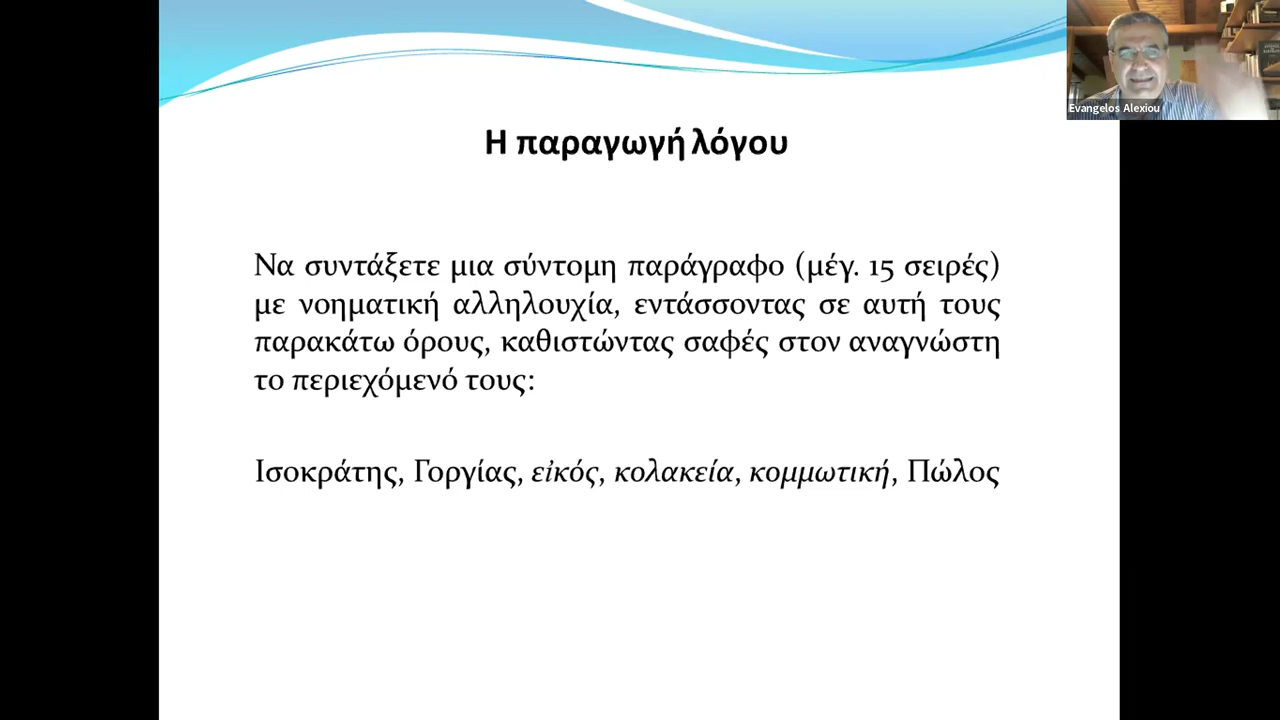 Evangelos Alexiou
Η παραγωγή λόγου
Να συντάξετε μια σύντομη παράγραφο (μέγ. 15 σειρές)
με νοηματική αλληλουχία, εντάσσοντας σε αυτή τους
παρακάτω όρους, καθιστώντας σαφές στον αναγνώστη
το περιεχόμενό τους:
Ισοκράτης, Γοργίας, εἰκός, κολακεία, κομμωτική, Πώλος